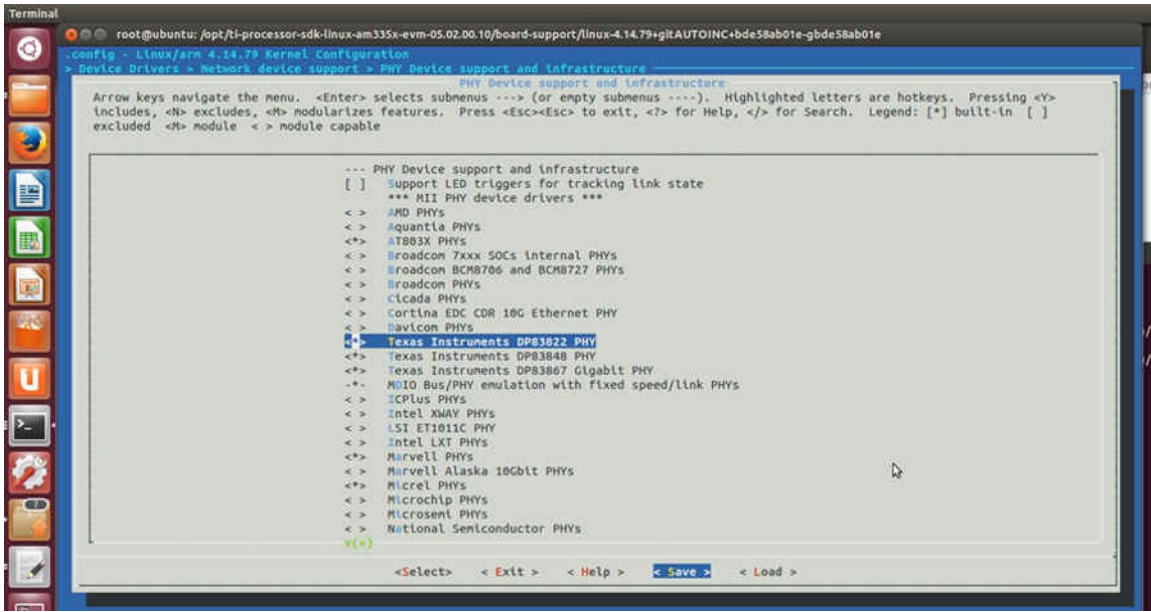 Terminal
root@ubuntu: /opt/ti-processor-sdk-linux-am335x-evm-05.02.00.10/board-support/linux-4.14.79+gitAUTOINC+bde58ab01e-gbde58ab01e
.config - Linux/arm 4.14.79 Kernel Configuration
> Device Drivers > Network device support > PHY Device support and infrastructure
PHY Device support and infrastructure
Arrow keys navigate the menu. <Enter> selects submenus ---> (or empty submenus ----). Highlighted letters are hotkeys. Pressing <Y>
includes, <N> excludes, <M> modularizes features. Press <Esc><Esc> to exit, <?> for Help, </> for Search. Legend: [*] built-in [ ]
excluded <M> module < > module capable
--- PHY Device support and infrastructure
[ ] Support LED triggers for tracking link state
*** MII PHY device drivers ***
< > AMD PHYs
< > Aquantia PHYs
<*> AT803X PHYs
< > Broadcom 7xxx SOCs internal PHYs
< > Broadcom BCM8706 and BCM8727 PHYs
< > Broadcom PHYs
< > Cicada PHYs
< > Cortina EDC CDR 10G Ethernet PHY
< > Davicom PHYs
<*> Texas Instruments DP83822 PHY
<*> Texas Instruments DP83848 PHY
<*> Texas Instruments DP83867 Gigabit PHY
-*- MDIO Bus/PHY emulation with fixed speed/link PHYs
< > ICPlus PHYs
< > Intel XWAY PHYs
< > LSI ET1011C PHY
< > Intel LXT PHYs
<*> Marvell PHYs
< > Marvell Alaska 10Gbit PHYs
<*> Micrel PHYs
< > Microchip PHYs
< > Microsemi PHYs
< > National Semiconductor PHYs
v(+)
<Select> < Exit > < Help > < Save > < Load >